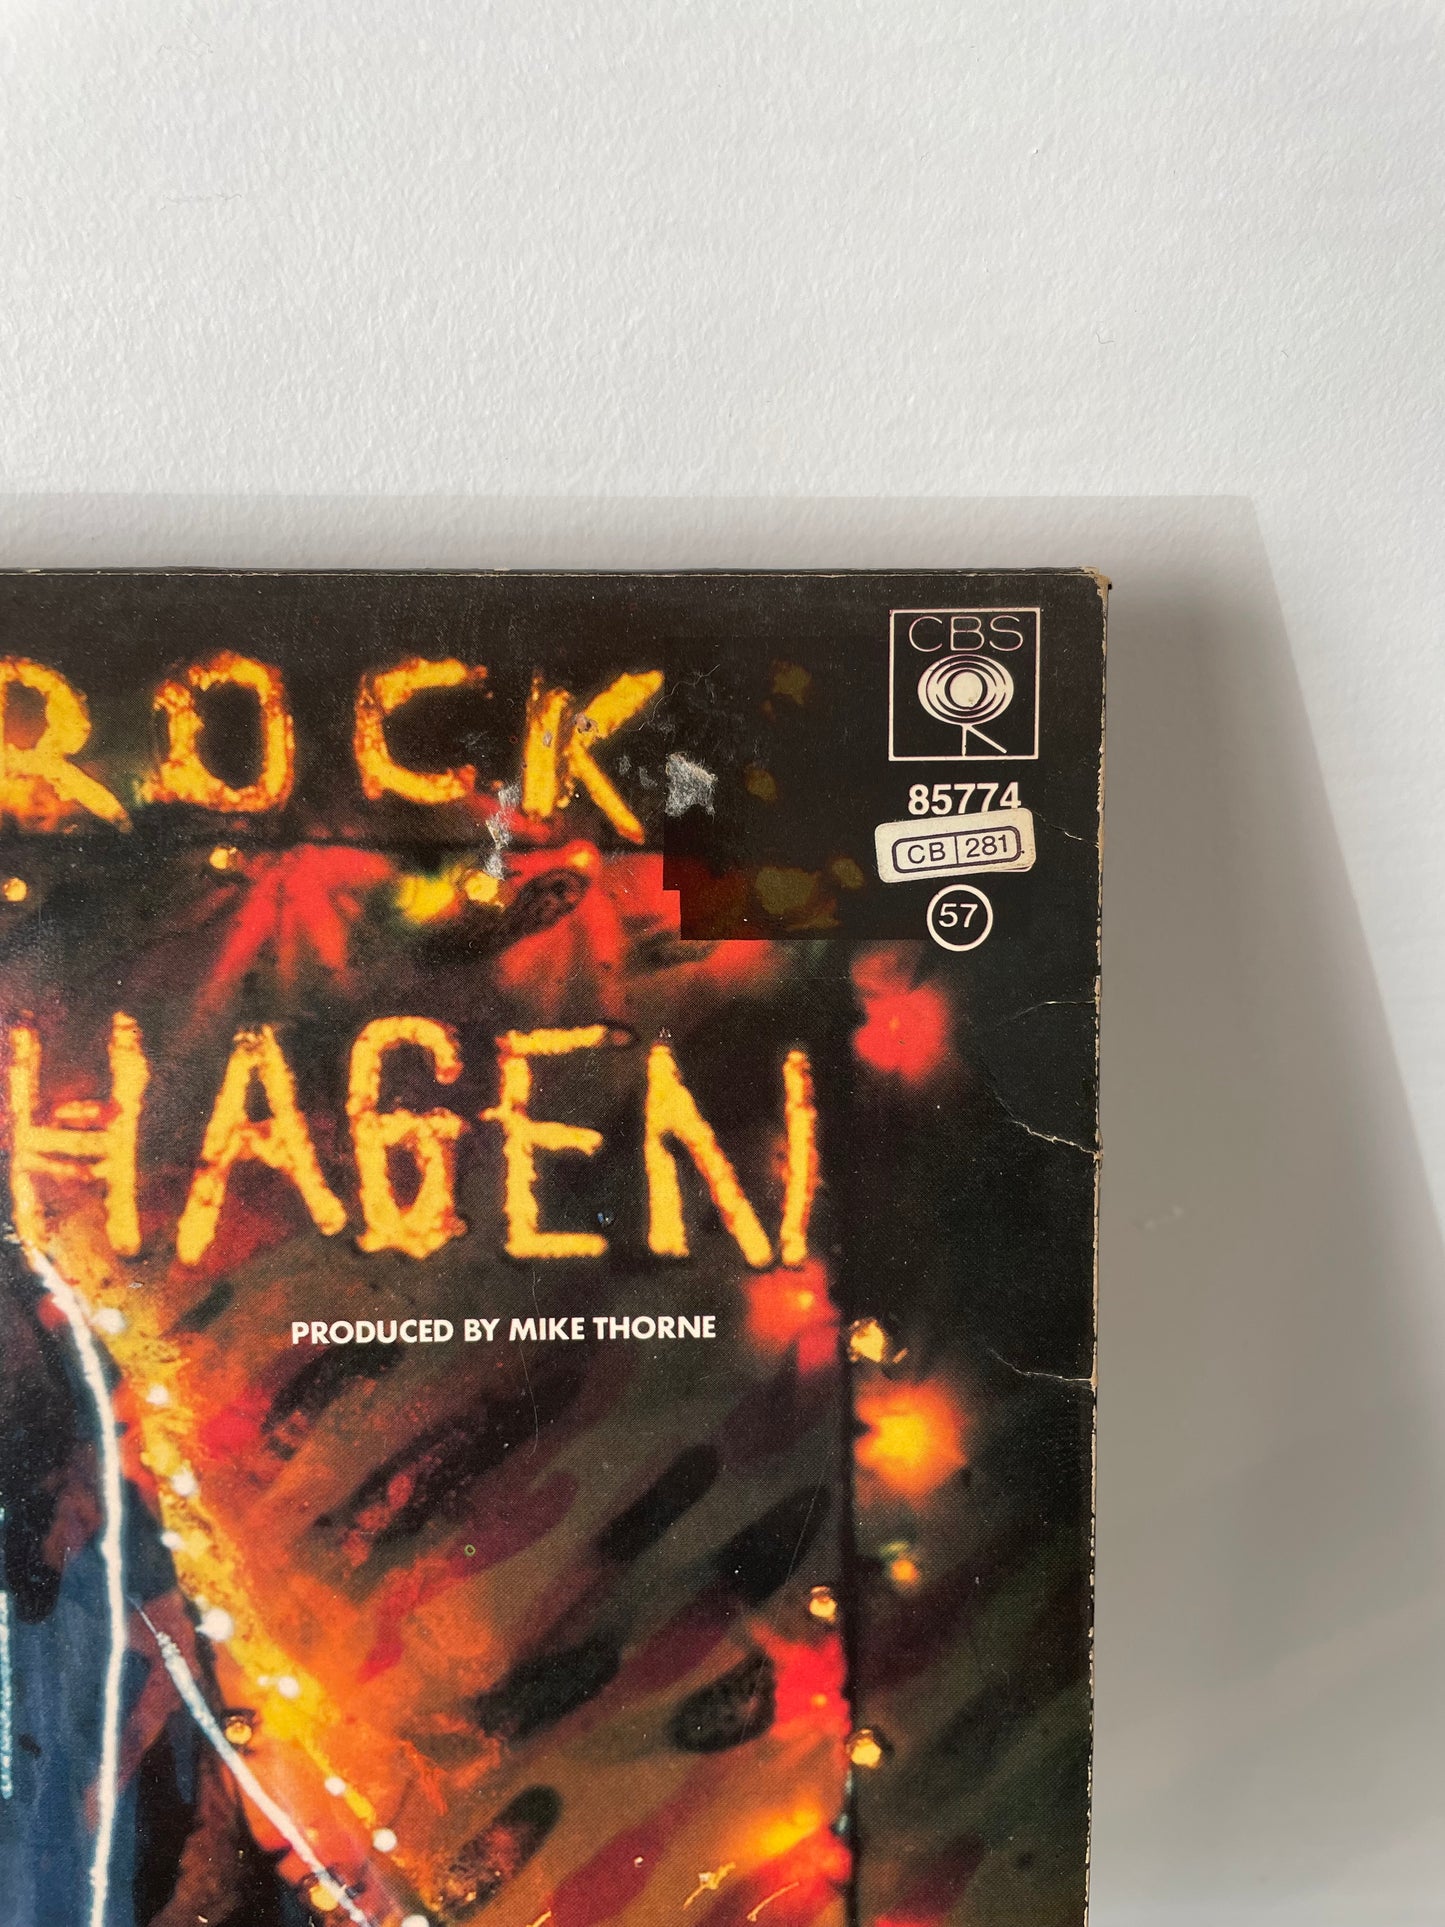 CBS
ROCK
85774
CB 281
57
HAGEN
PRODUCED BY MIKE THORNE